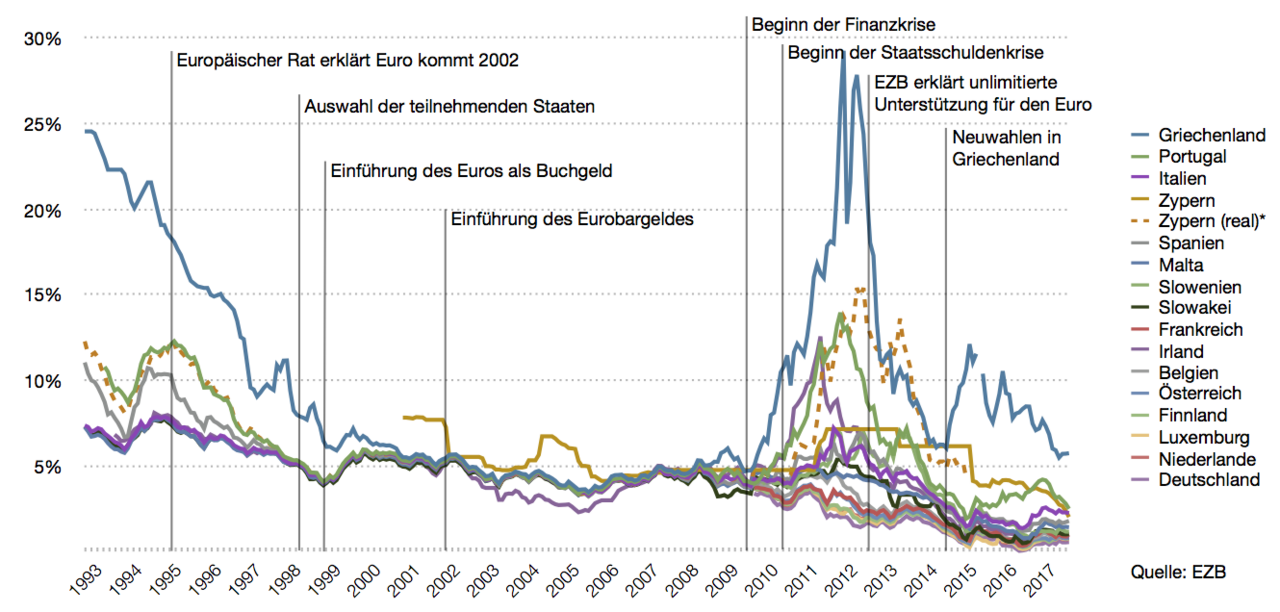 Beginn der Finanzkrise
30%
Beginn der Staatsschuldenkrise
Europäischer Rat erklärt Euro kommt 2002
EZB erklärt unlimitierte
Unterstützung für den Euro
Auswahl der teilnehmenden Staaten
25%
Neuwahlen in
Griechenland
Einführung des Euros als Buchgeld
20%
Einführung des Eurobargeldes
15%
10%
5%
1993
1994
1995
1996
1997
1998
1999
2000
2001
2002
2003
2004
2005
2006
2007
2008
2009
2010
2011
2012
2013
2014
2015
2016
2017
Griechenland
Portugal
Italien
Zypern
Zypern (real)*
Spanien
Malta
Slowenien
Slowakei
Frankreich
Irland
Belgien
Österreich
Finnland
Luxemburg
Niederlande
Deutschland
Quelle: EZB